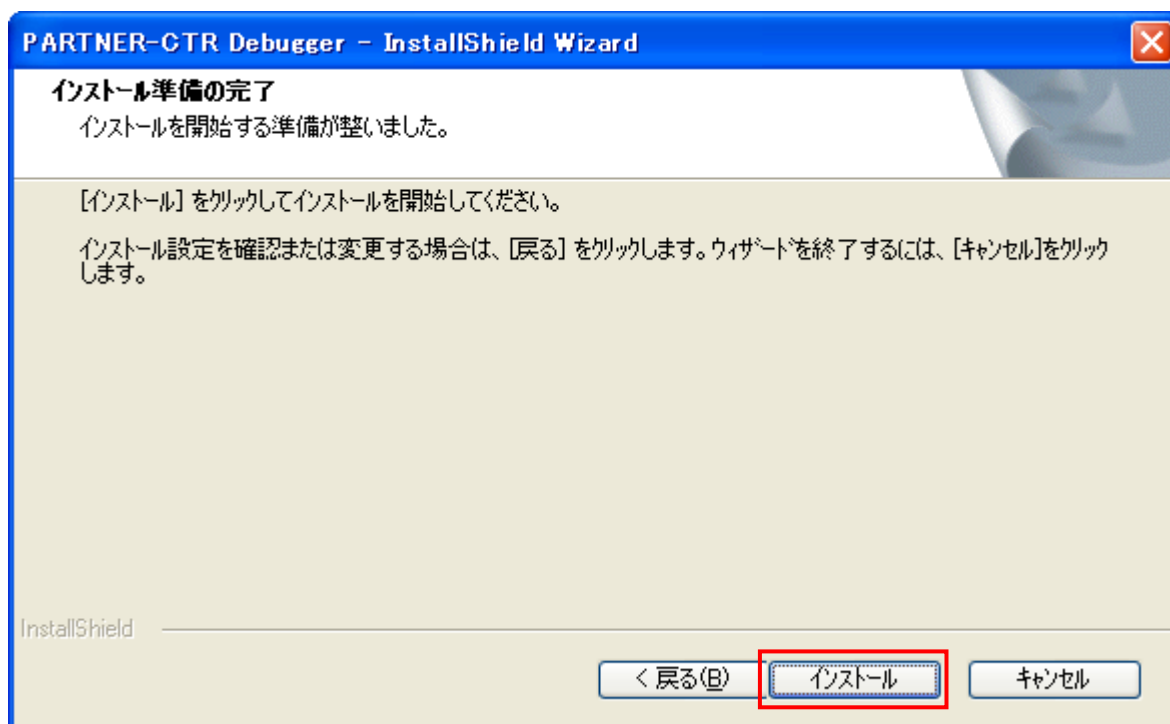 PARTNER-CTR Debugger - InstallShield Wizard
インストール準備の完了
インストールを開始する準備が整いました。
[インストール] をクリックしてインストールを開始してください。
インストール設定を確認または変更する場合は、[戻る] をクリックします。ウィザードを終了するには、[キャンセル]をクリック
します。
InstallShield
< 戻る(B)
インストール
キャンセル